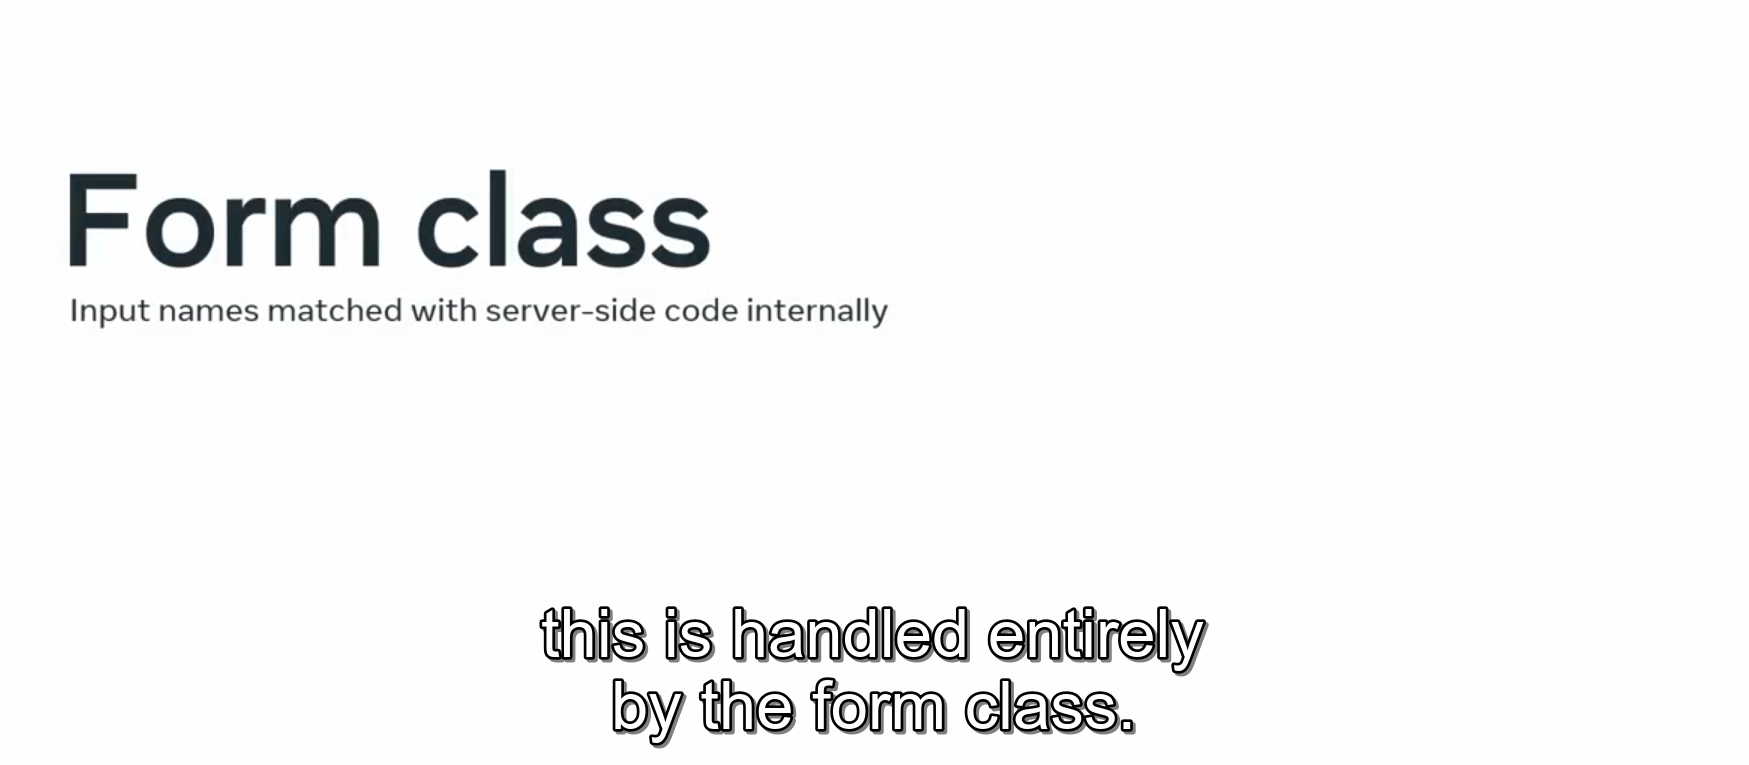 Form class
Input names matched with server-side code internally
this is handled entirely
by the form class.